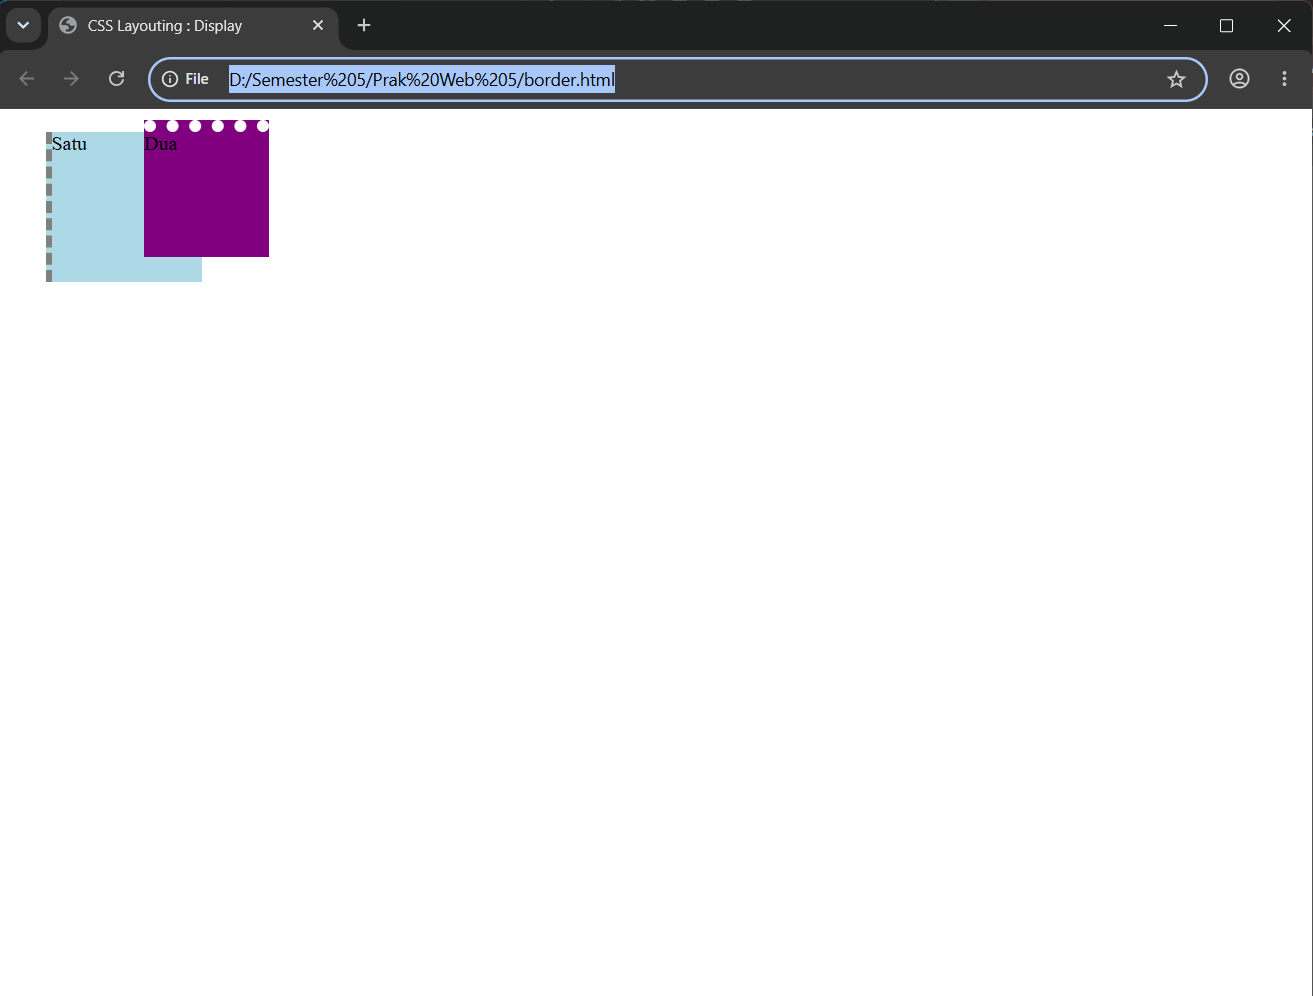 CSS Layouting : Display
File D:/Semester%205/Prak%20Web%205/border.html
Satu
Dua